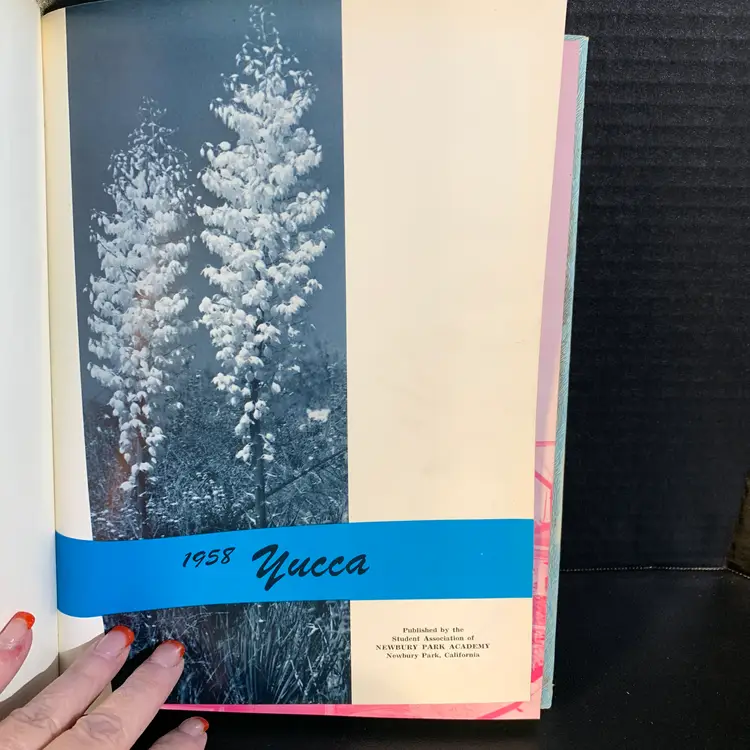 1958 Yucca
Published by the
Student Association of
NEWBURY PARK ACADEMY
Newbury Park, California